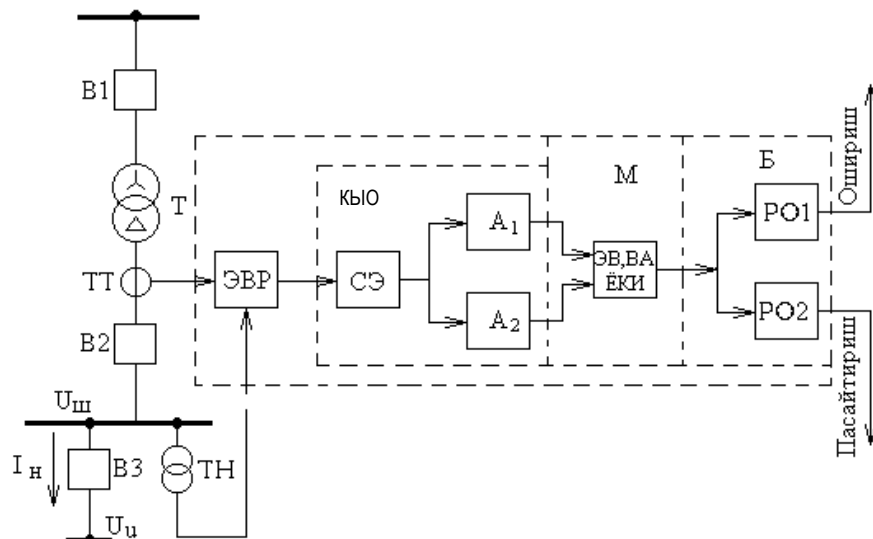 В1
Т
ТТ
В2
Uш
Iн
В3
ТН
Uц
ЭВР
КЫО
СЭ
А1
А2
М
ЭВ,ВА
ЁКИ
Б
РО1
РО2
Ошириш
Пасайтириш